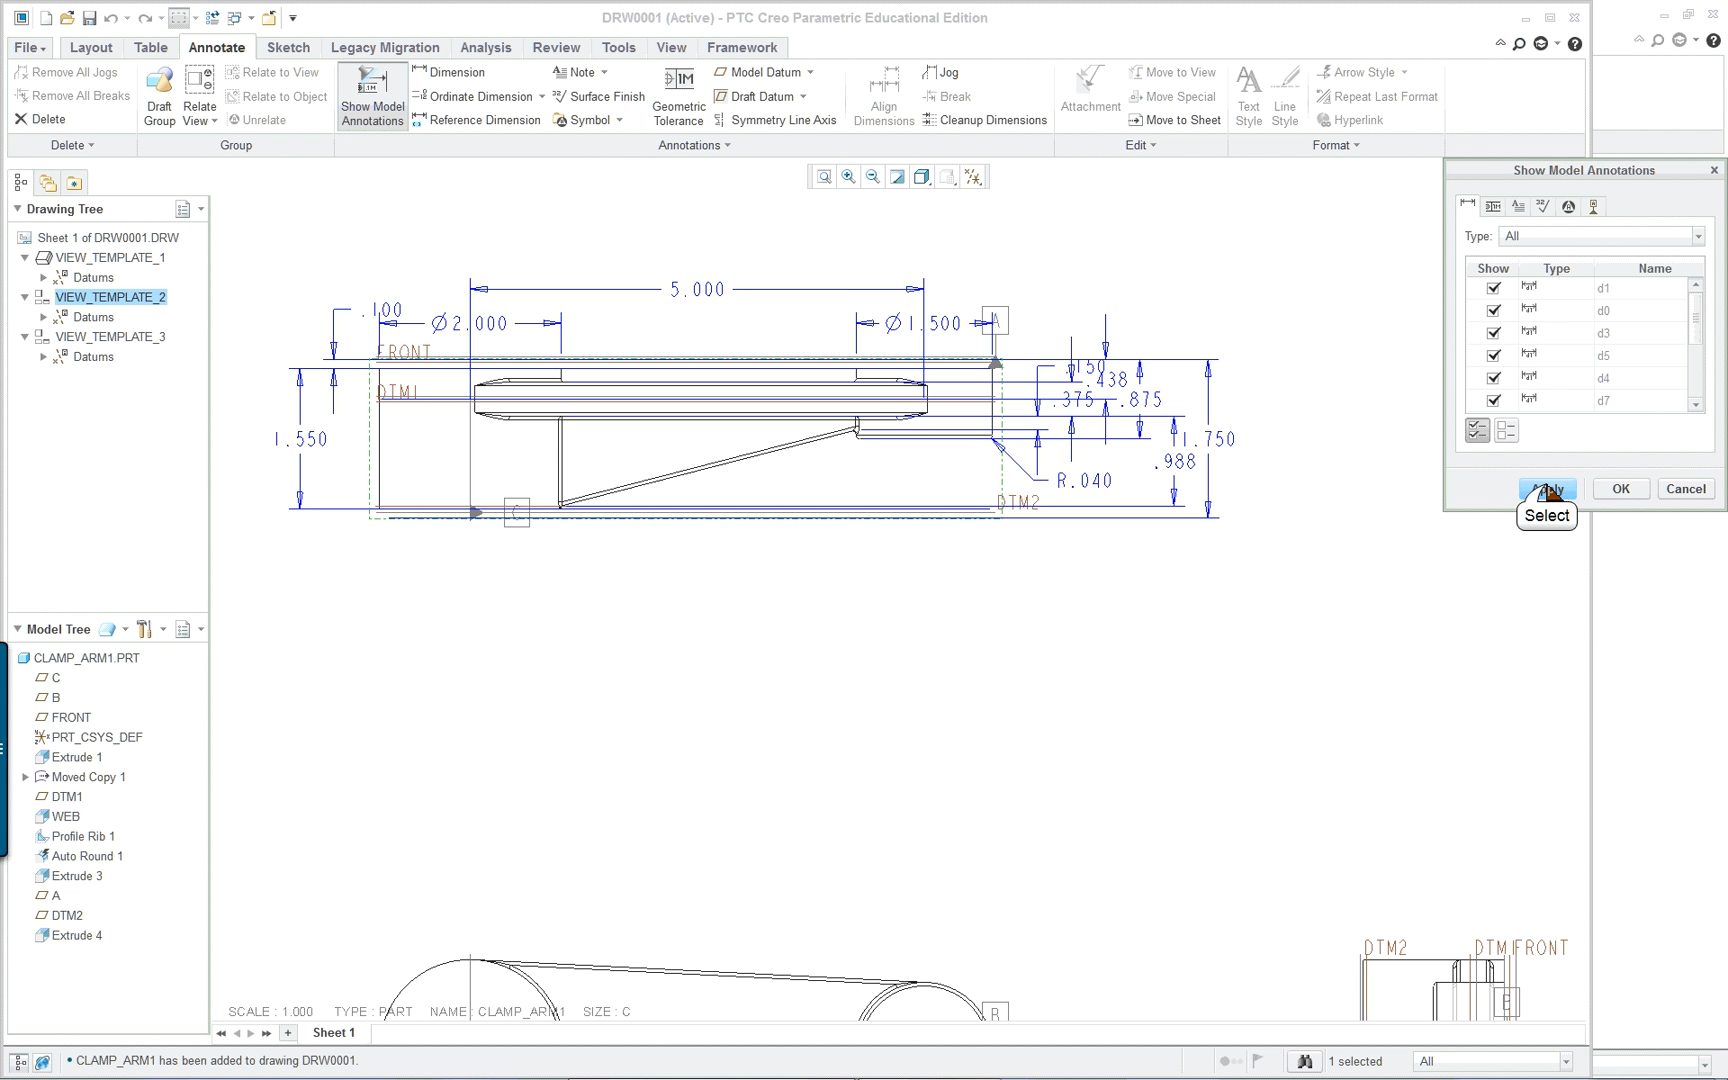 DRW0001 (Active) - PTC Creo Parametric Educational Edition
File Layout Table Annotate Sketch Legacy Migration Analysis Review Tools View Framework
Remove All Jogs
Remove All Breaks
Delete
Delete
Draft Group
Relate View
Relate to View
Relate to Object
Unrelate
Group
Show Model Annotations
Dimension
Ordinate Dimension
Reference Dimension
Note
Surface Finish
Symbol
Geometric Tolerance
Model Datum
Draft Datum
Symmetry Line Axis
Align Dimensions
Jog
Break
Cleanup Dimensions
Annotations
Attachment
Move to View
Move Special
Move to Sheet
Edit
Text Style
Line Style
Arrow Style
Repeat Last Format
Hyperlink
Format
Drawing Tree
Sheet 1 of DRW0001.DRW
VIEW_TEMPLATE_1
Datums
VIEW_TEMPLATE_2
Datums
VIEW_TEMPLATE_3
Datums
Model Tree
CLAMP_ARM1.PRT
C
B
FRONT
PRT_CSYS_DEF
Extrude 1
Moved Copy 1
DTM1
WEB
Profile Rib 1
Auto Round 1
Extrude 3
A
DTM2
Extrude 4
5.000
.100
Ø2.000
Ø1.500
A
FRONT
DTM1
.150
.438
.375
.875
1.550
1.750
.988
R.040
DTM2
C
DTM2 DTM1 FRONT
B
SCALE : 1.000 TYPE : PART NAME : CLAMP_ARM1 SIZE : C
Sheet 1
CLAMP_ARM1 has been added to drawing DRW0001.
1 selected
All
Show Model Annotations
Type: All
Show Type Name
d1
d0
d3
d5
d4
d7
Apply OK Cancel
Select